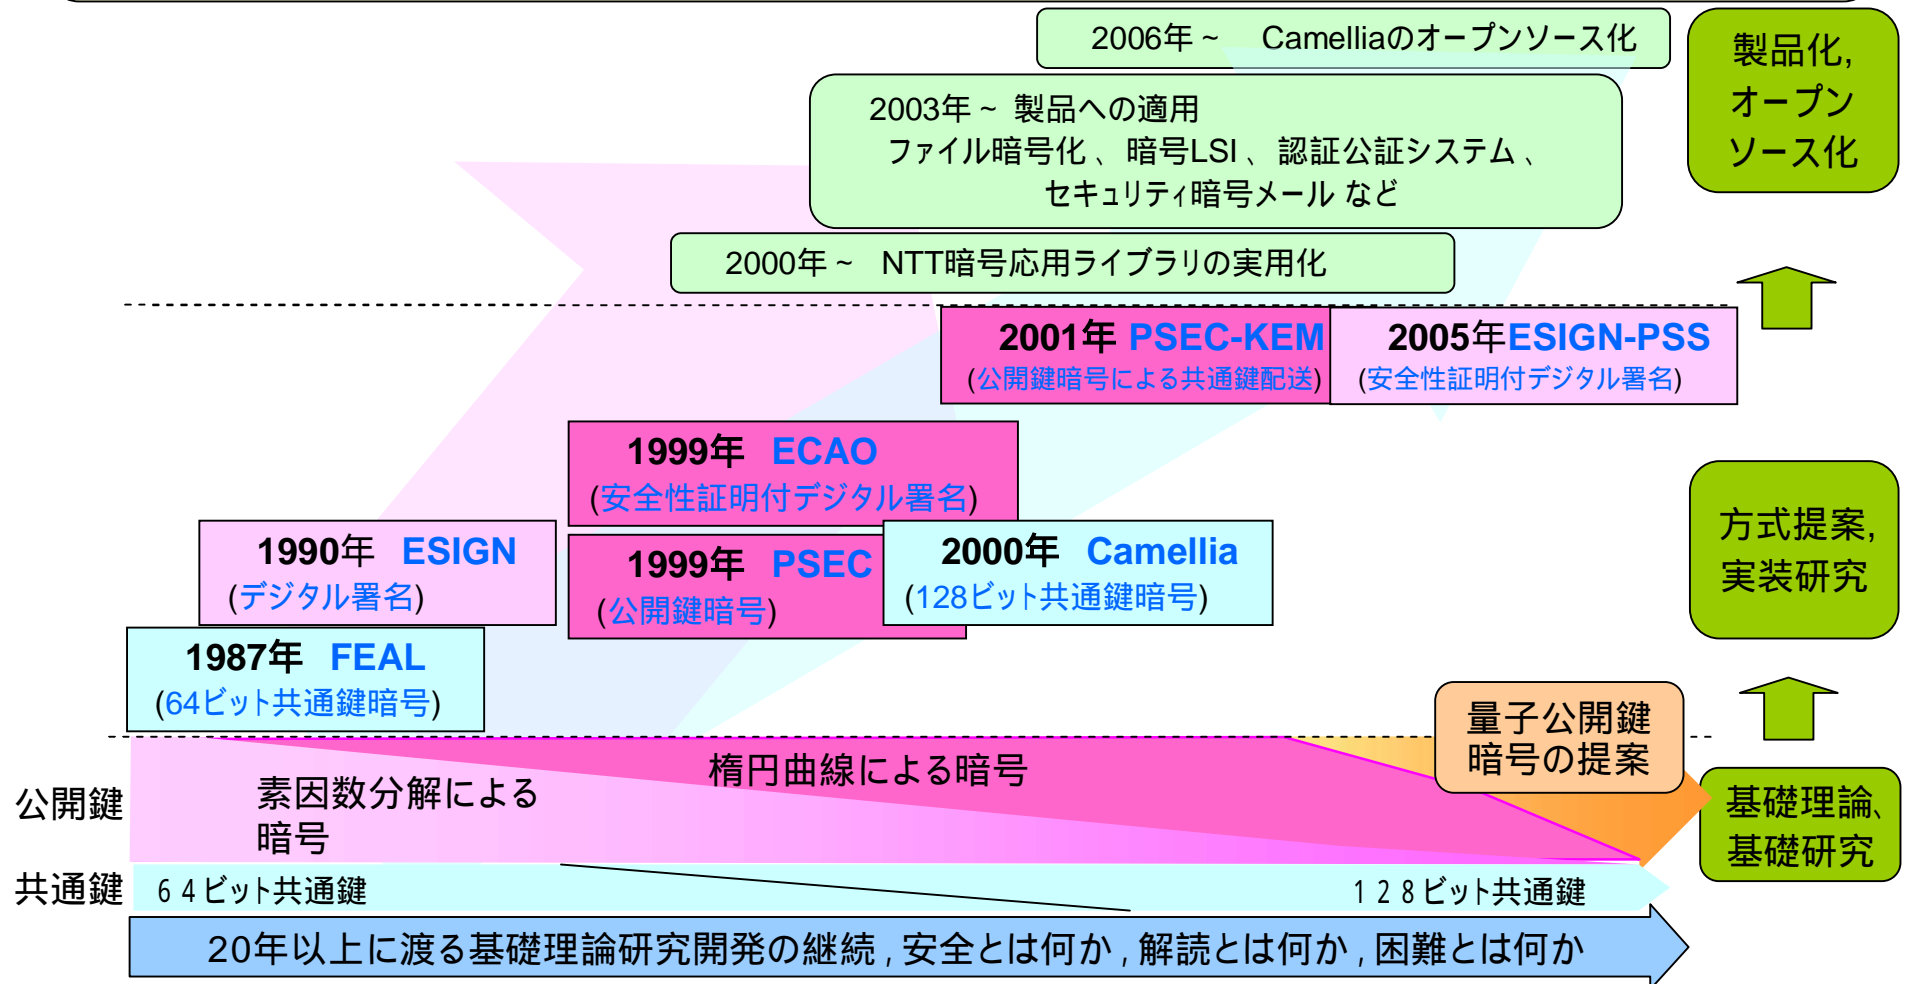 2006年~ Camelliaのオープンソース化
製品化,
オープン
ソース化
2003年~ 製品への適用
ファイル暗号化、暗号LSI、認証公証システム、
セキュリティ暗号メール など
2000年~ NTT暗号応用ライブラリの実用化
2001年 PSEC-KEM
(公開鍵暗号による共通鍵配送)
2005年ESIGN-PSS
(安全性証明付デジタル署名)
1999年 ECAO
(安全性証明付デジタル署名)
方式提案,
実装研究
1990年 ESIGN
(デジタル署名)
1999年 PSEC
(公開鍵暗号)
2000年 Camellia
(128ビット共通鍵暗号)
1987年 FEAL
(64ビット共通鍵暗号)
量子公開鍵
暗号の提案
楕円曲線による暗号
素因数分解による
暗号
公開鍵
基礎理論、
基礎研究
共通鍵
64ビット共通鍵
128ビット共通鍵
20年以上に渡る基礎理論研究開発の継続,安全とは何か,解読とは何か,困難とは何か